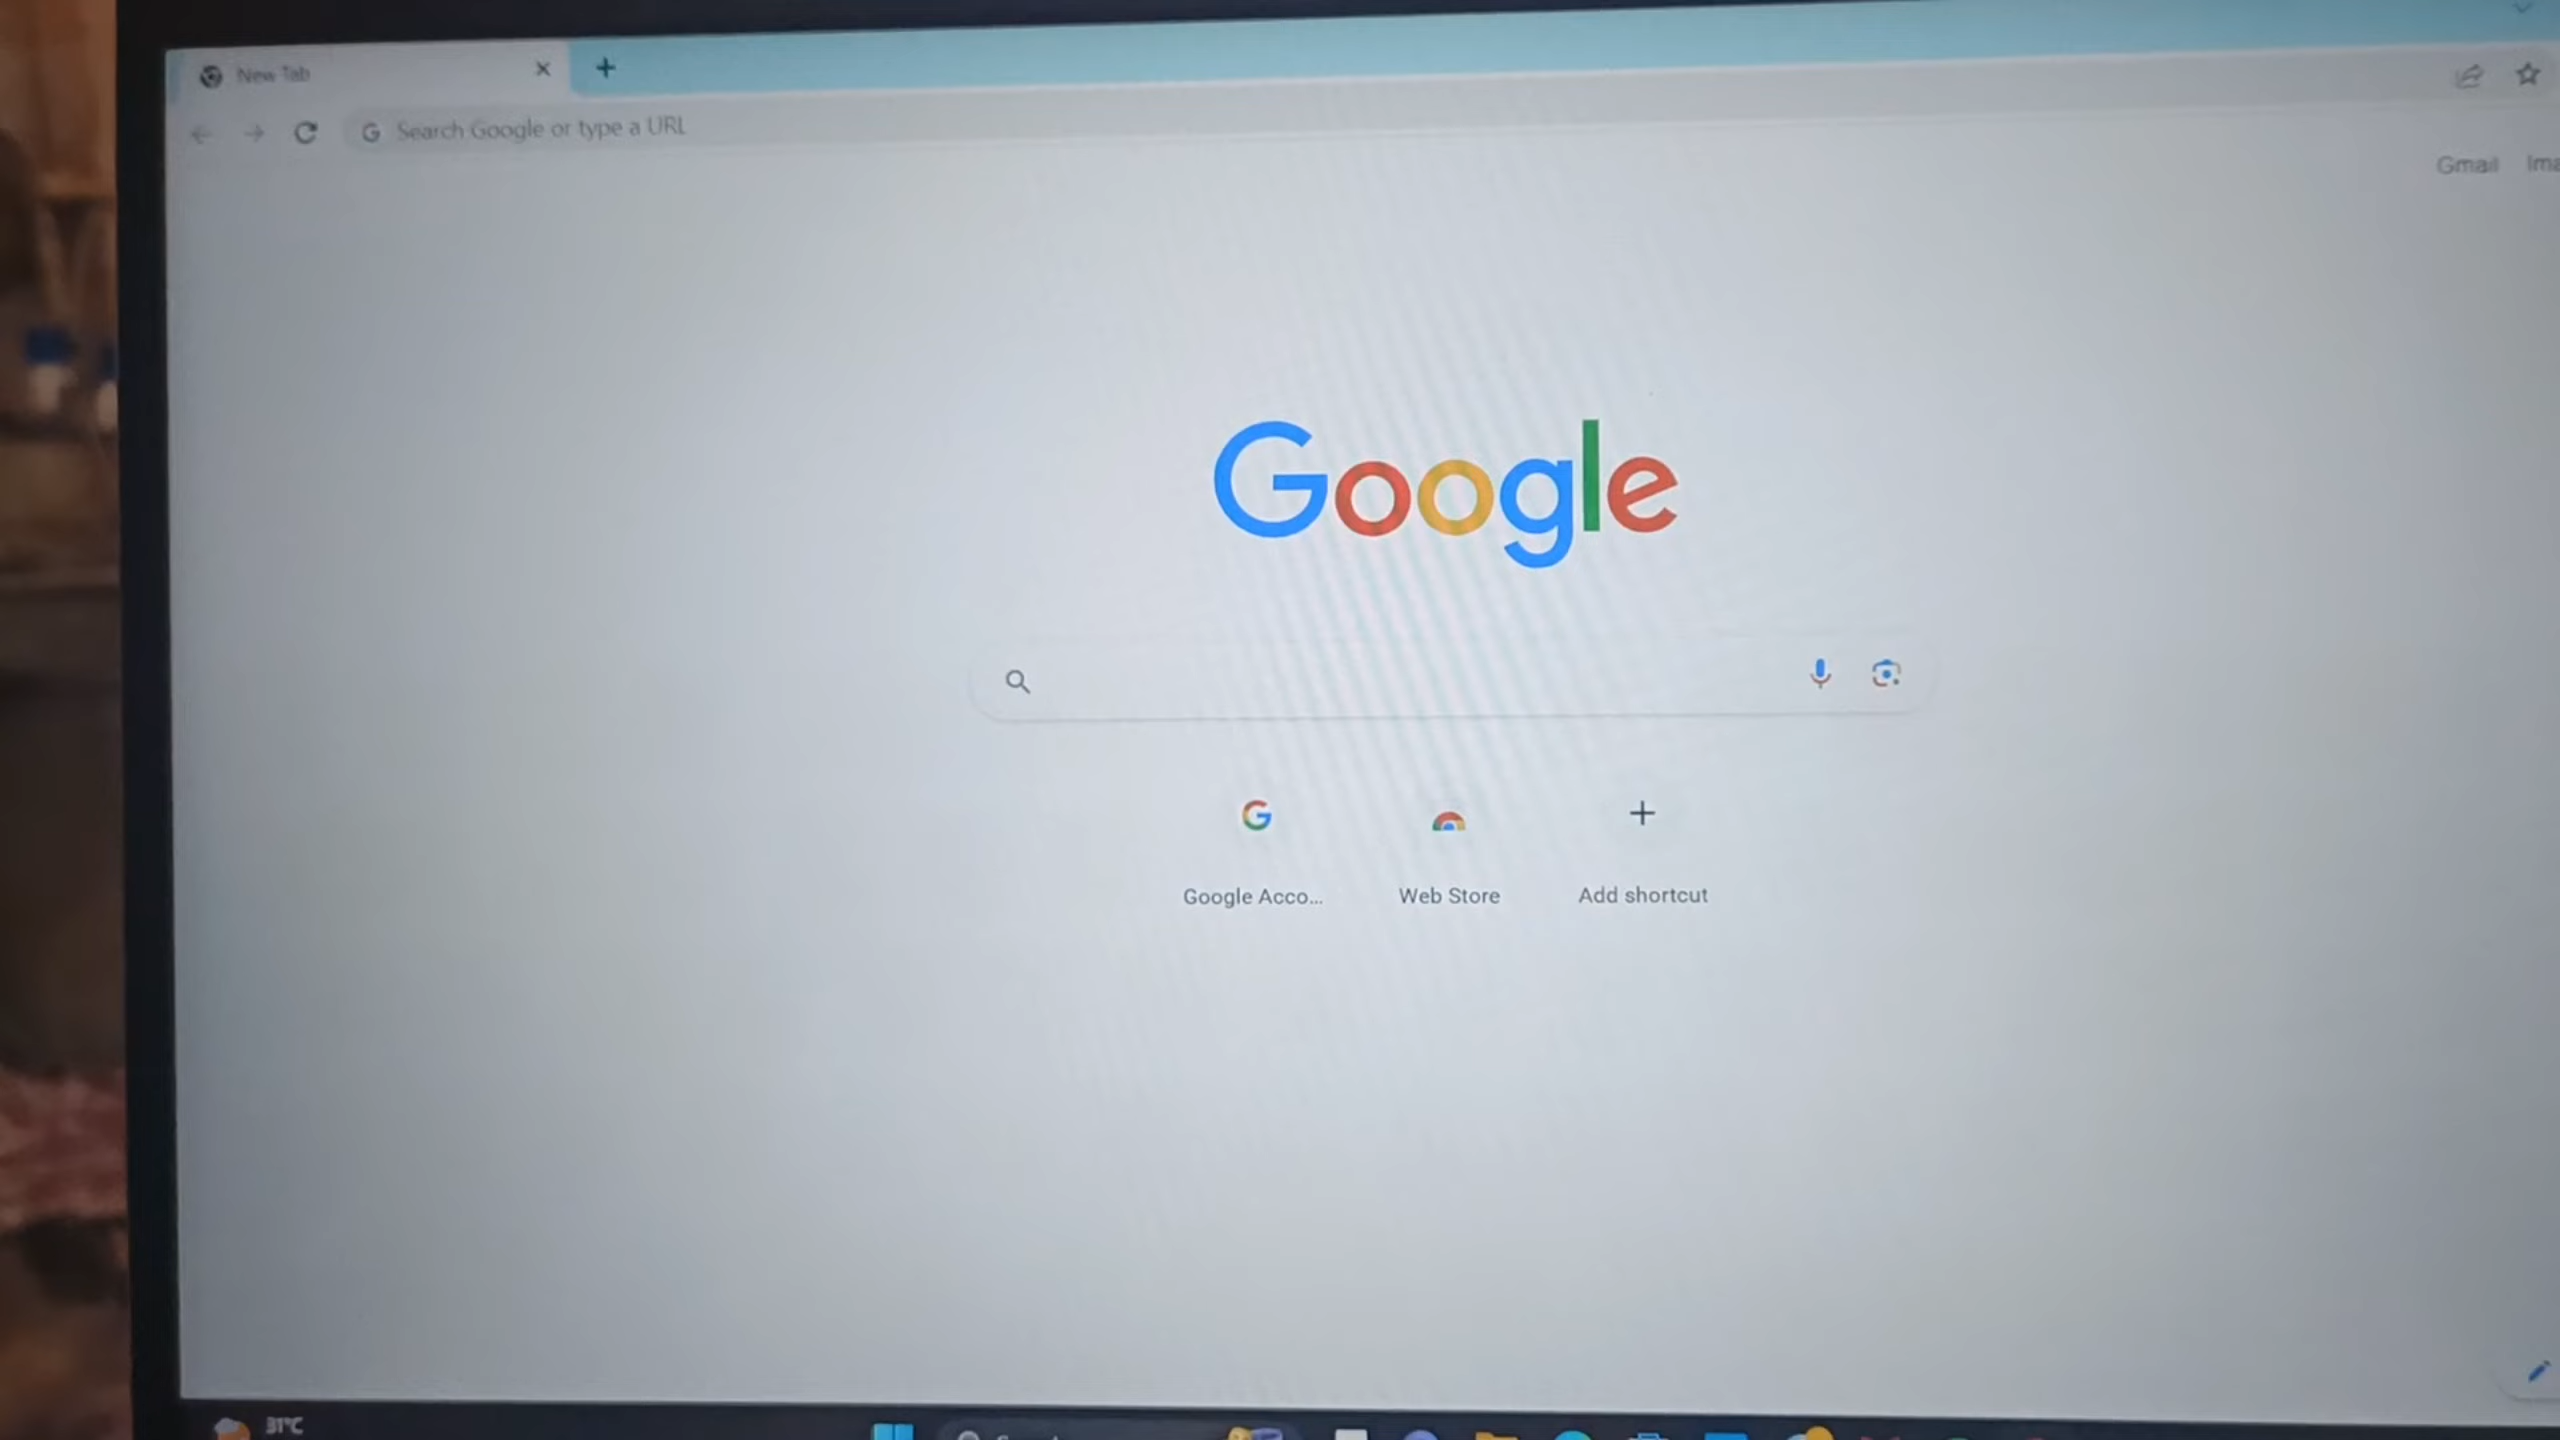 New Tab
Search Google or type a URL
Gmail
Google
Google Acco...
Web Store
Add shortcut
31°C